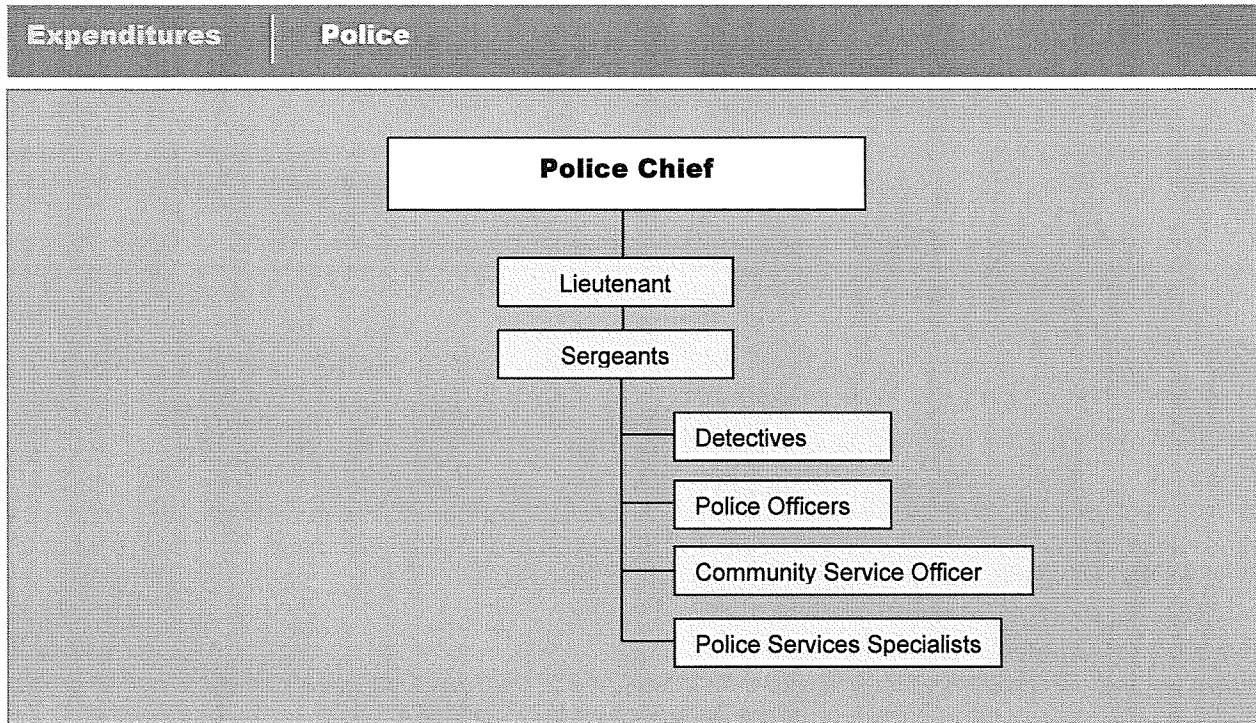 Expenditures | Police
Police Chief
Lieutenant
Sergeants
Detectives
Police Officers
Community Service Officer
Police Services Specialists